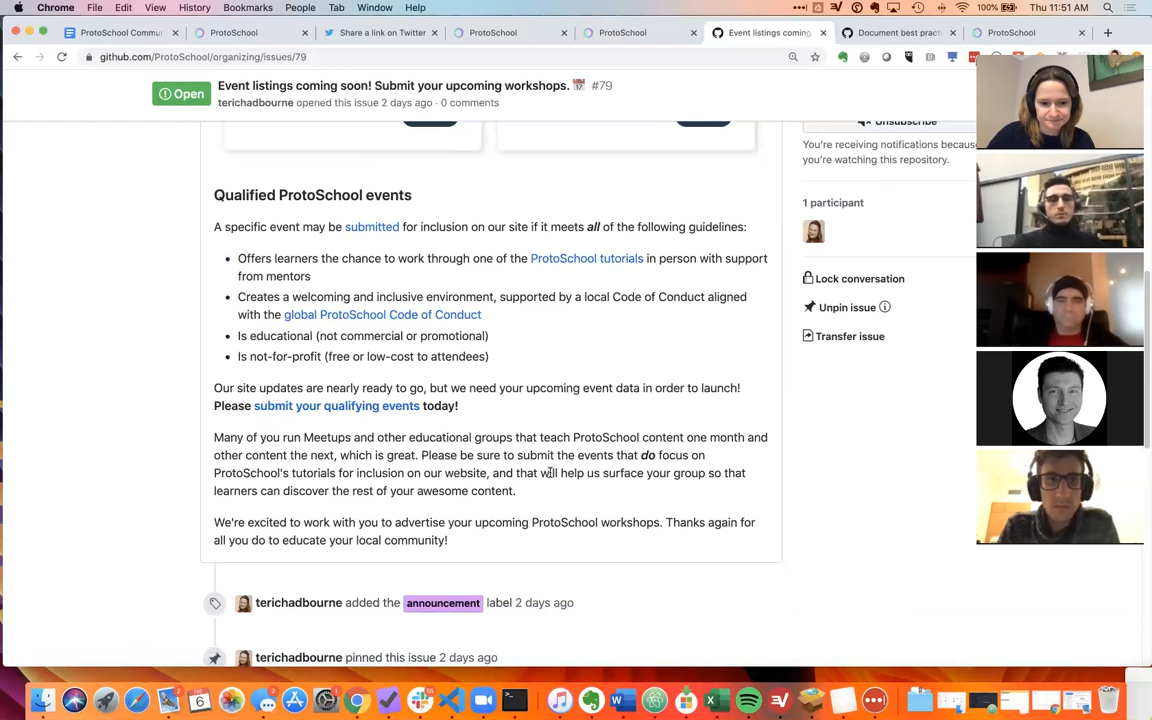 Chrome File Edit View History Bookmarks People Tab Window Help 100% Thu 11:51 AM
ProtoSchool Commu × ProtoSchool × Share a link on Twitter × ProtoSchool × ProtoSchool × Event listings coming × Document best pract × ProtoSchool ×
github.com/ProtoSchool/organizing/issues/79
Open
Event listings coming soon! Submit your upcoming workshops. #79
terichadbourne opened this issue 2 days ago · 0 comments
Unsubscribe
You're receiving notifications because
you're watching this repository.
1 participant
Lock conversation
Unpin issue
Transfer issue
Qualified ProtoSchool events
A specific event may be submitted for inclusion on our site if it meets all of the following guidelines:
• Offers learners the chance to work through one of the ProtoSchool tutorials in person with support
from mentors
• Creates a welcoming and inclusive environment, supported by a local Code of Conduct aligned
with the global ProtoSchool Code of Conduct
• Is educational (not commercial or promotional)
• Is not-for-profit (free or low-cost to attendees)
Our site updates are nearly ready to go, but we need your upcoming event data in order to launch!
Please submit your qualifying events today!
Many of you run Meetups and other educational groups that teach ProtoSchool content one month and
other content the next, which is great. Please be sure to submit the events that do focus on
ProtoSchool's tutorials for inclusion on our website, and that will help us surface your group so that
learners can discover the rest of your awesome content.
We're excited to work with you to advertise your upcoming ProtoSchool workshops. Thanks again for
all you do to educate your local community!
terichadbourne added the announcement label 2 days ago
terichadbourne pinned this issue 2 days ago